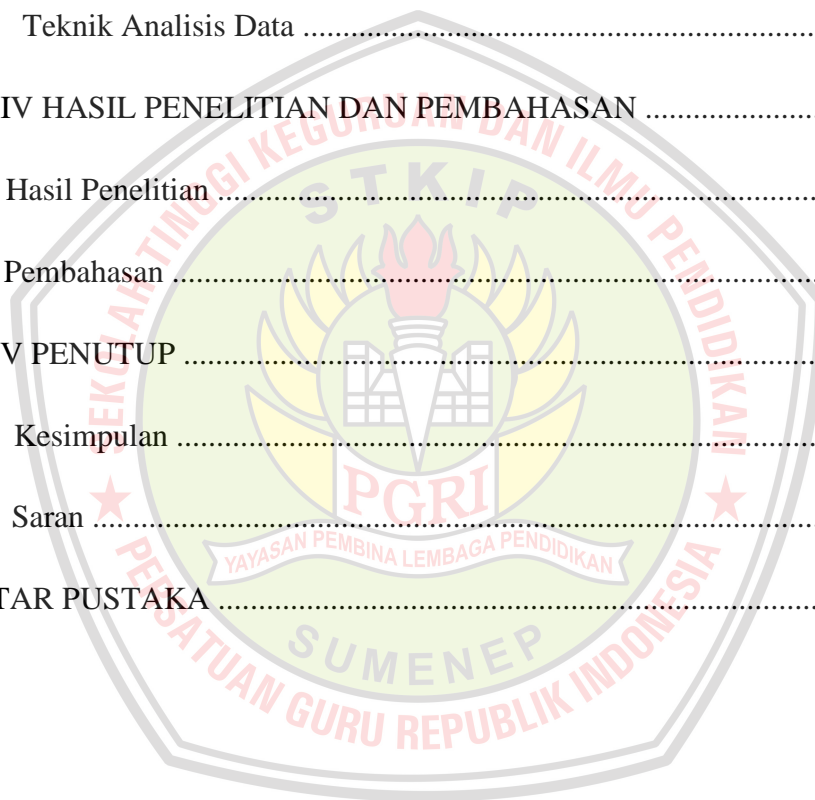 Teknik Analisis Data ........................................................
IV HASIL PENELITIAN DAN PEMBAHASAN ....................
Hasil Penelitian ..................................................................
Pembahasan ........................................................................
V PENUTUP ......................................................................
Kesimpulan .......................................................................
Saran ................................................................................
TAR PUSTAKA ................................................................
SEKOLAH TINGGI KEGURUAN DAN ILMU PENDIDIKAN
STKIP
PGRI
YAYASAN PEMBINA LEMBAGA PENDIDIKAN
SUMENEP
PERSATUAN GURU REPUBLIK INDONESIA